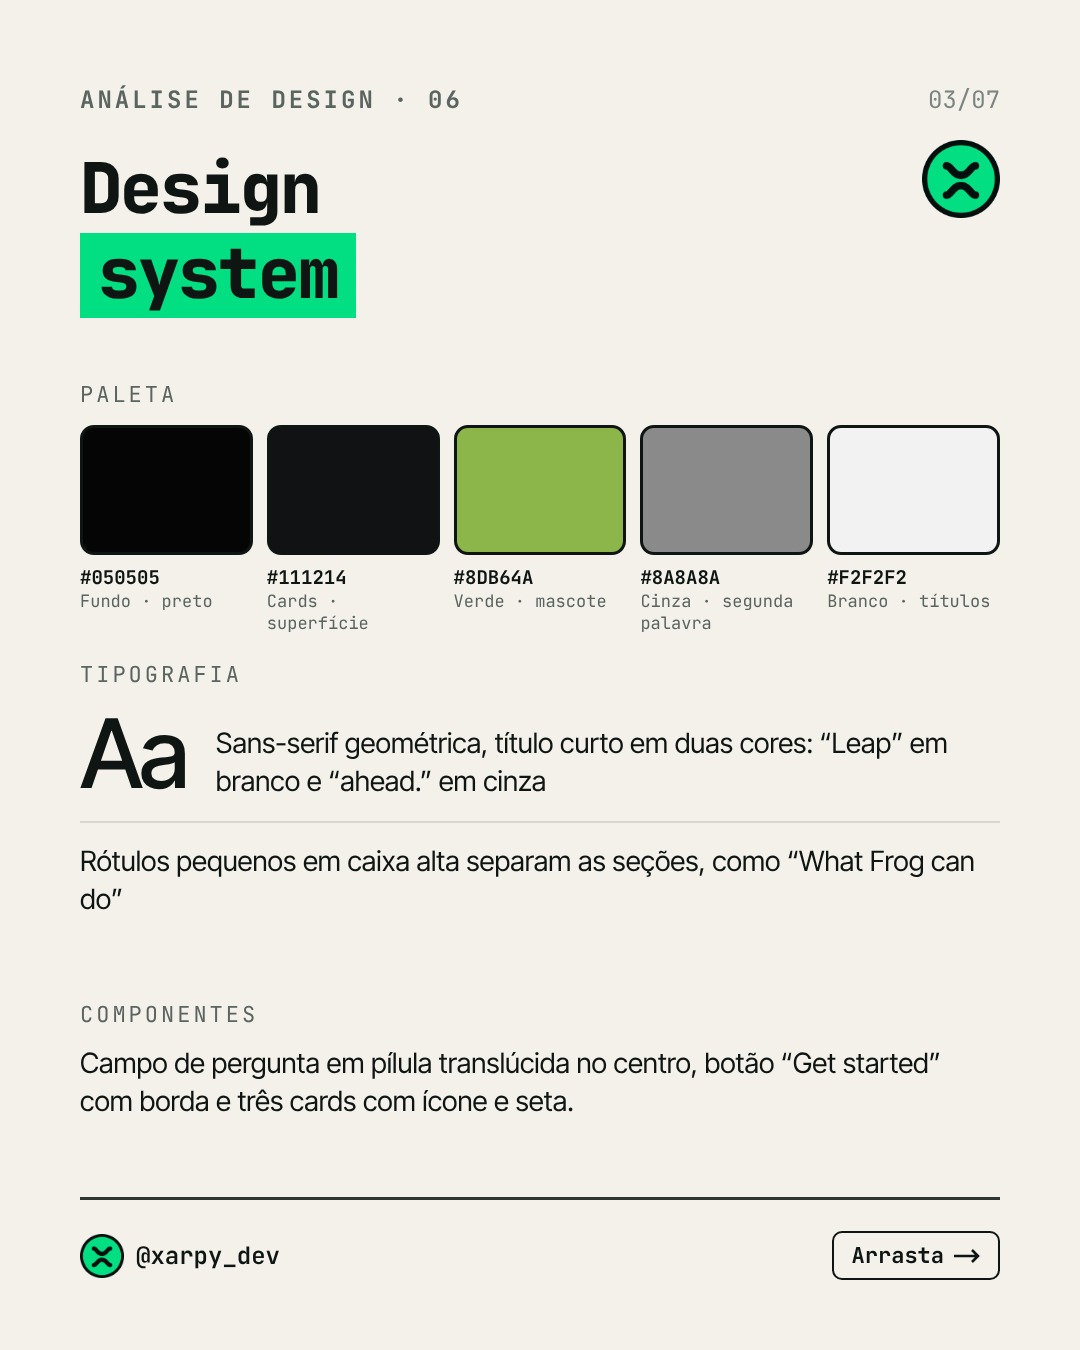 ANÁLISE DE DESIGN · 06
03/07
Design
system
PALETA
#050505
Fundo · preto
#111214
Cards ·
superfície
#8DB64A
Verde · mascote
#8A8A8A
Cinza · segunda
palavra
#F2F2F2
Branco · títulos
TIPOGRAFIA
Aa
Sans-serif geométrica, título curto em duas cores: “Leap” em
branco e “ahead.” em cinza
Rótulos pequenos em caixa alta separam as seções, como “What Frog can
do”
COMPONENTES
Campo de pergunta em pílula translúcida no centro, botão “Get started”
com borda e três cards com ícone e seta.
@xarpy_dev
Arrasta →